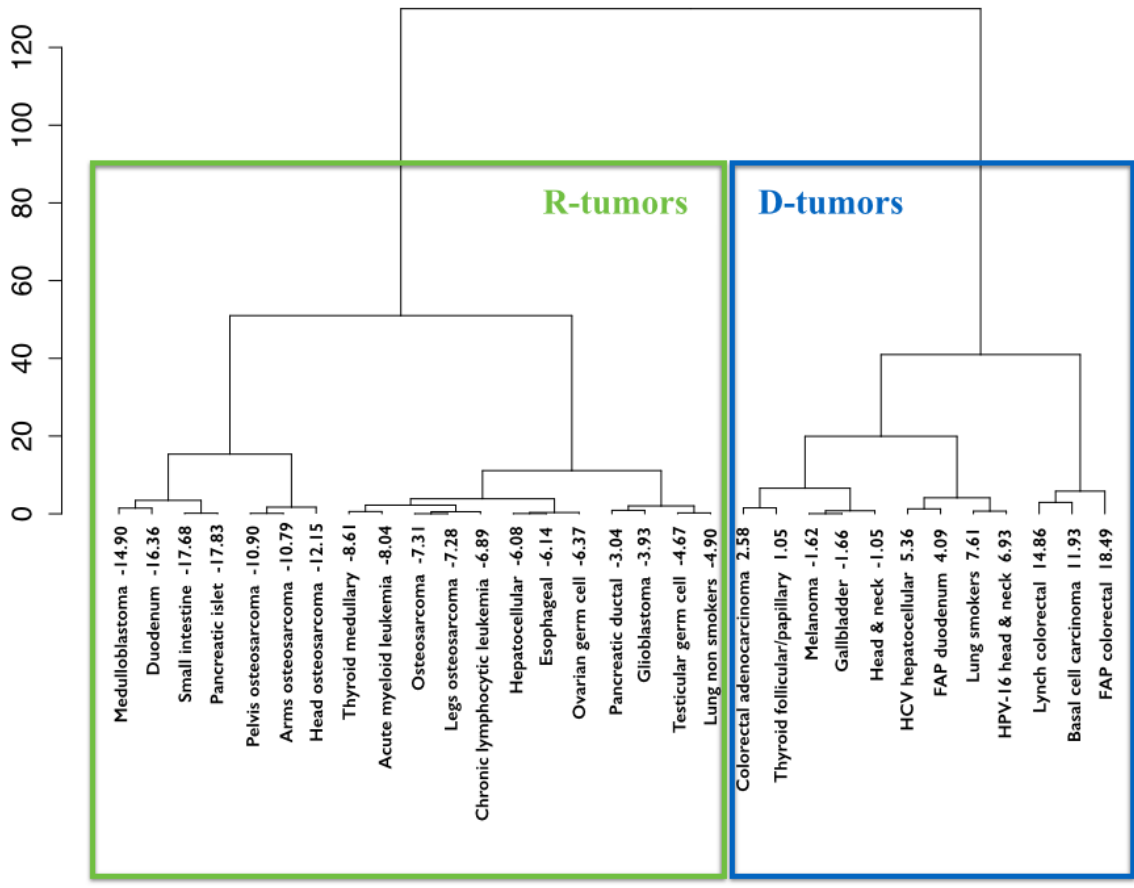 120
100
80
60
40
20
0
R-tumors
D-tumors
Medulloblastoma -14.90
Duodenum -16.36
Small intestine -17.68
Pancreatic islet -17.83
Pelvis osteosarcoma -10.90
Arms osteosarcoma -10.79
Head osteosarcoma -12.15
Thyroid medullary -8.61
Acute myeloid leukemia -8.04
Osteosarcoma -7.31
Legs osteosarcoma -7.28
Chronic lymphocytic leukemia -6.89
Hepatocellular -6.08
Esophageal -6.14
Ovarian germ cell -6.37
Pancreatic ductal -3.04
Glioblastoma -3.93
Testicular germ cell -4.67
Lung non smokers -4.90
Colorectal adenocarcinoma 2.58
Thyroid follicular/papillary 1.05
Melanoma -1.62
Gallbladder -1.66
Head & neck -1.05
HCV hepatocellular 5.36
FAP duodenum 4.09
Lung smokers 7.61
HPV-16 head & neck 6.93
Lynch colorectal 14.86
Basal cell carcinoma 11.93
FAP colorectal 18.49